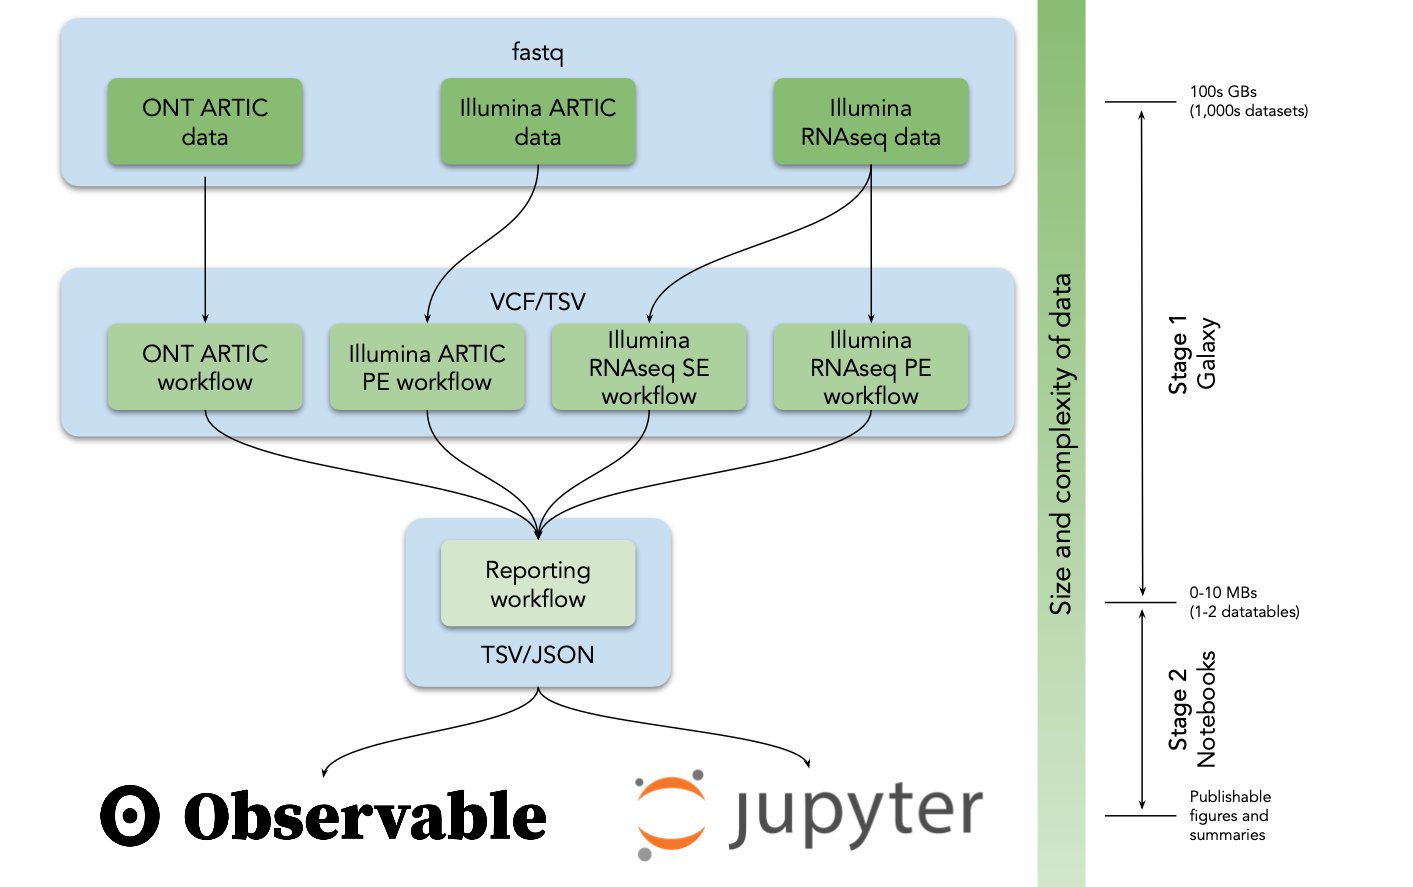 fastq
ONT ARTIC
data
Illumina ARTIC
data
Illumina
RNAseq data
VCF/TSV
ONT ARTIC
workflow
Illumina ARTIC
PE workflow
Illumina
RNAseq SE
workflow
Illumina
RNAseq PE
workflow
Reporting
workflow
TSV/JSON
Observable
jupyter
Size and complexity of data
100s GBs
(1,000s datasets)
Stage 1
Galaxy
0-10 MBs
(1-2 datatables)
Stage 2
Notebooks
Publishable
figures and
summaries